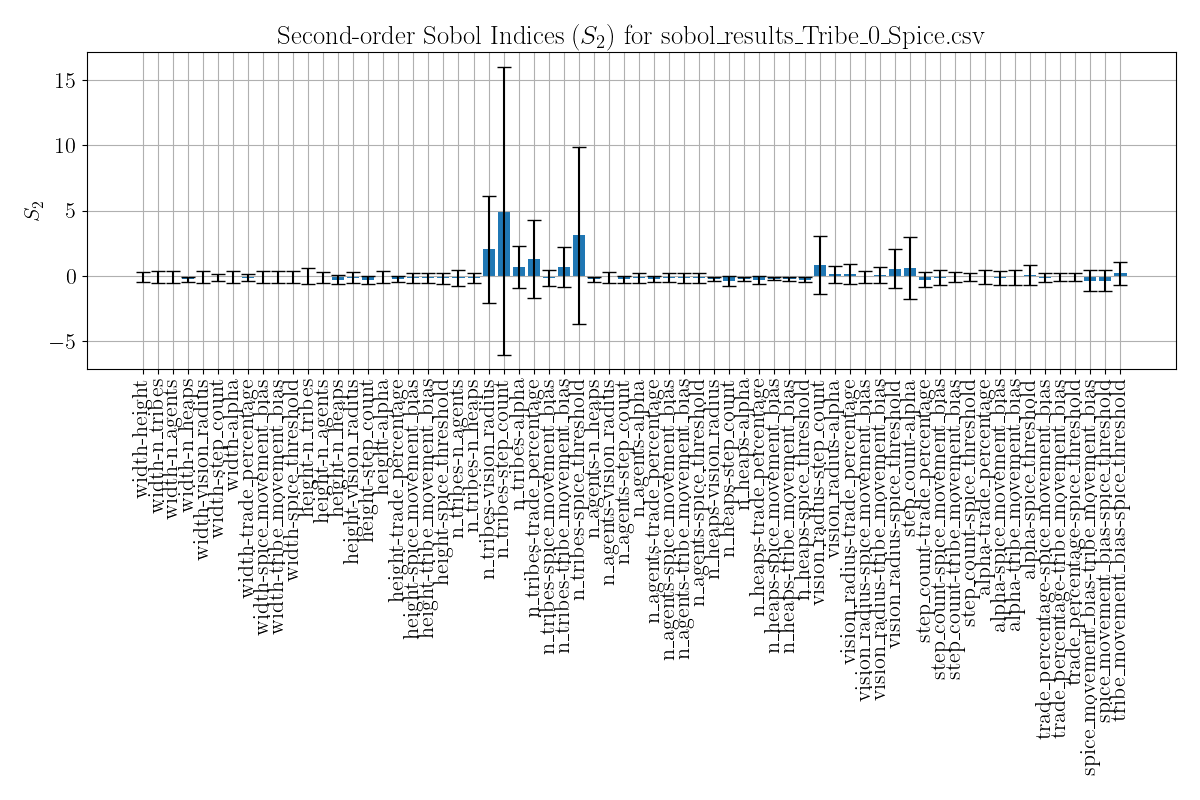 Second-order Sobol Indices (S₂) for sobol_results_Tribe_0_Spice.csv
S₂
15
10
5
0
−5
width-height
width-n_tribes
width-n_agents
width-n_heaps
width-vision_radius
width-step_count
width-alpha
width-trade_percentage
width-spice_movement_bias
width-tribe_movement_bias
width-spice_threshold
height-n_tribes
height-n_agents
height-n_heaps
height-vision_radius
height-step_count
height-alpha
height-trade_percentage
height-spice_movement_bias
height-tribe_movement_bias
height-spice_threshold
n_tribes-n_agents
n_tribes-n_heaps
n_tribes-vision_radius
n_tribes-step_count
n_tribes-alpha
n_tribes-trade_percentage
n_tribes-spice_movement_bias
n_tribes-tribe_movement_bias
n_tribes-spice_threshold
n_agents-n_heaps
n_agents-vision_radius
n_agents-step_count
n_agents-alpha
n_agents-trade_percentage
n_agents-spice_movement_bias
n_agents-tribe_movement_bias
n_agents-spice_threshold
n_heaps-vision_radius
n_heaps-step_count
n_heaps-alpha
n_heaps-trade_percentage
n_heaps-spice_movement_bias
n_heaps-tribe_movement_bias
n_heaps-spice_threshold
vision_radius-step_count
vision_radius-alpha
vision_radius-trade_percentage
vision_radius-spice_movement_bias
vision_radius-tribe_movement_bias
vision_radius-spice_threshold
step_count-alpha
step_count-trade_percentage
step_count-spice_movement_bias
step_count-tribe_movement_bias
step_count-spice_threshold
alpha-trade_percentage
alpha-spice_movement_bias
alpha-tribe_movement_bias
alpha-spice_threshold
trade_percentage-spice_movement_bias
trade_percentage-tribe_movement_bias
trade_percentage-spice_threshold
spice_movement_bias-tribe_movement_bias
spice_movement_bias-spice_threshold
tribe_movement_bias-spice_threshold